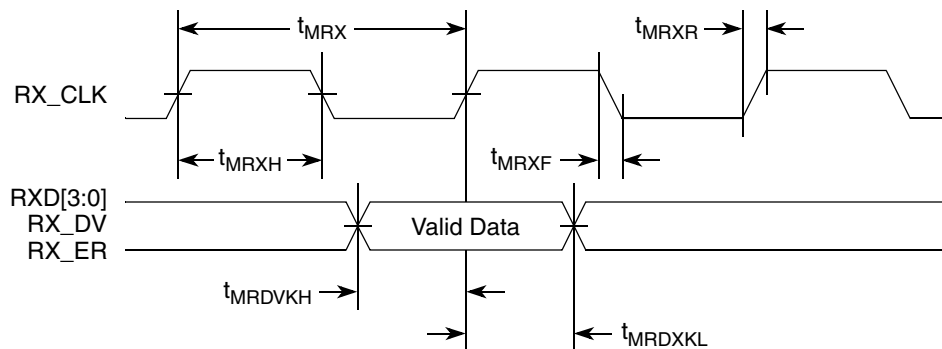 tMRX
tMRXR
RX_CLK
tMRXH
tMRXF
RXD[3:0]
RX_DV
Valid Data
RX_ER
tMRDVKH
tMRDXKL